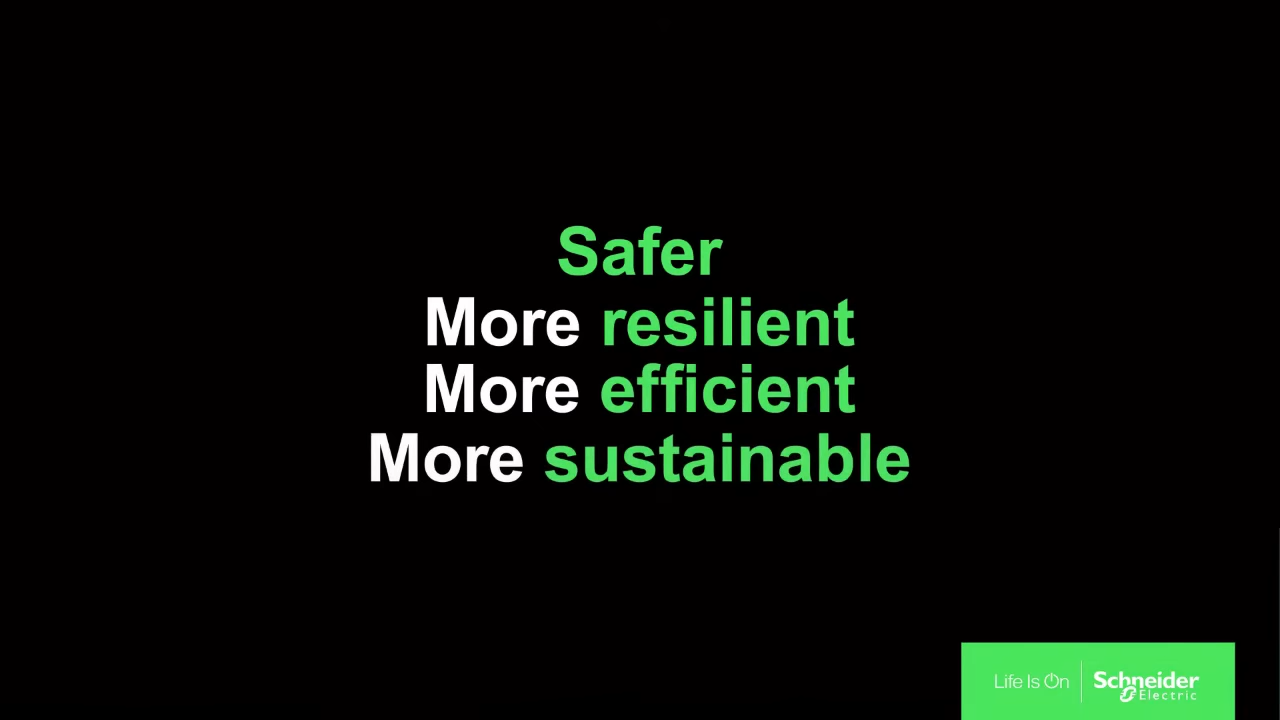 Safer
More resilient
More efficient
More sustainable
Life Is On
Schneider
Electric